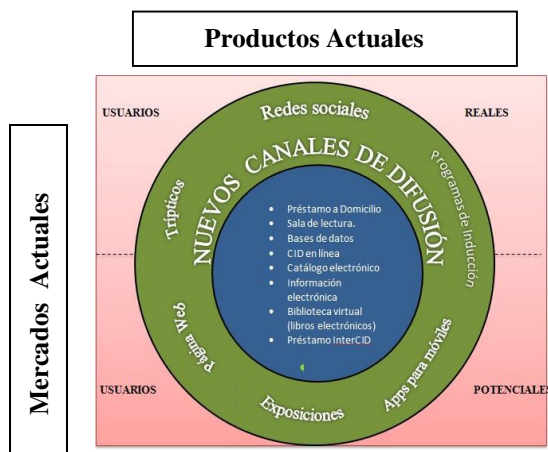 Productos Actuales
Mercados Actuales
USUARIOS
REALES
Redes sociales
Trípticos
Programas de Inducción
NUEVOS CANALES DE DIFUSIÓN
• Préstamo a Domicilio
• Sala de lectura.
• Bases de datos
• CID en línea
• Catálogo electrónico
• Información
electrónica
• Biblioteca virtual
(libros electrónicos)
• Préstamo InterCID
Página Web
Exposiciones
Apps para móviles
USUARIOS
POTENCIALES